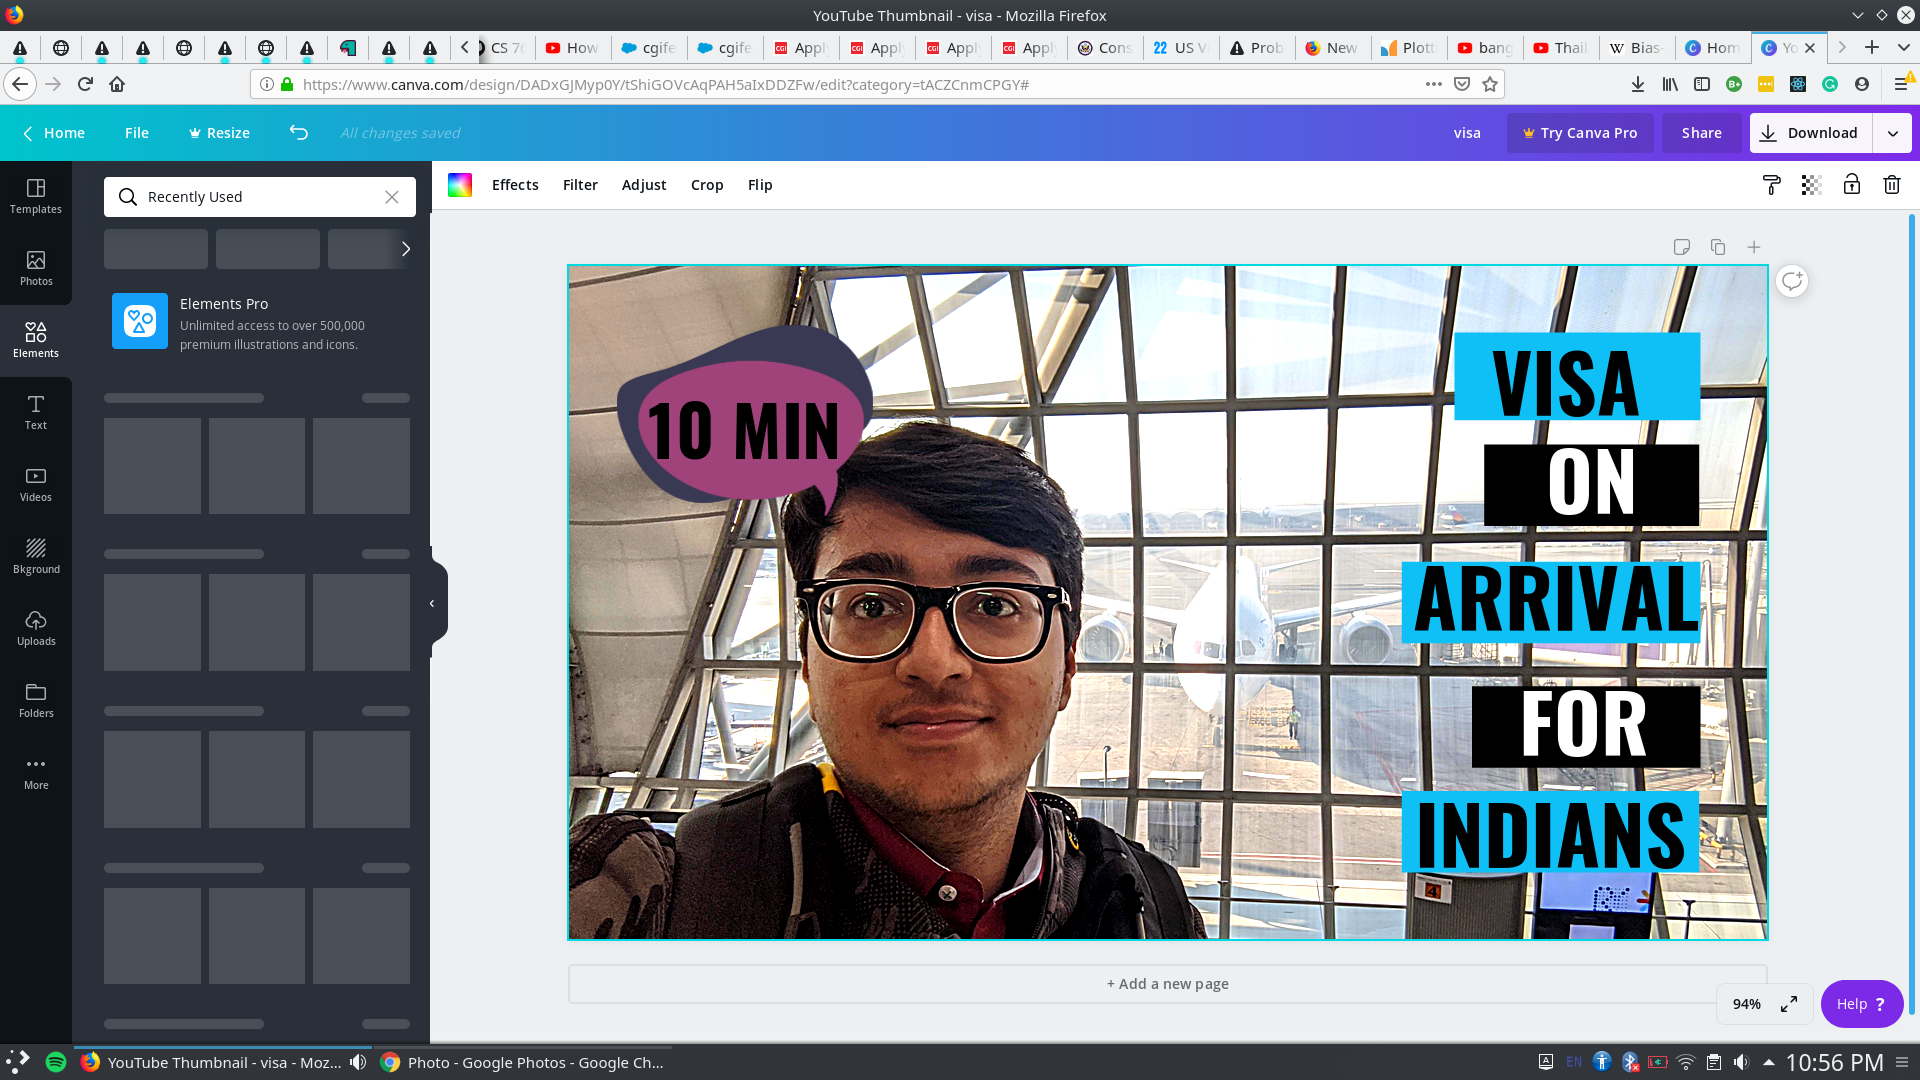 YouTube Thumbnail - visa - Mozilla Firefox
CS 76
How
cgife
cgife
Appl
Appl
Appl
Appl
Cons
22 US V
Prob
New
Plott
bang
Thail
W Bias-
Hom
Yo
https://www.canva.com/design/DADxGJMyp0Y/tShiGOVcAqPAH5aIxDDZFw/edit?category=tACZCnmCPGY#
Home
File
Resize
All changes saved
visa
Try Canva Pro
Share
Download
Templates
Photos
Elements
Text
Videos
Bkground
Uploads
Folders
More
Recently Used
Elements Pro
Unlimited access to over 500,000
premium illustrations and icons.
Effects
Filter
Adjust
Crop
Flip
10 MIN
VISA
ON
ARRIVAL
FOR
INDIANS
4
+ Add a new page
94%
Help ?
YouTube Thumbnail - visa - Moz...
Photo - Google Photos - Google Ch...
EN
10:56 PM